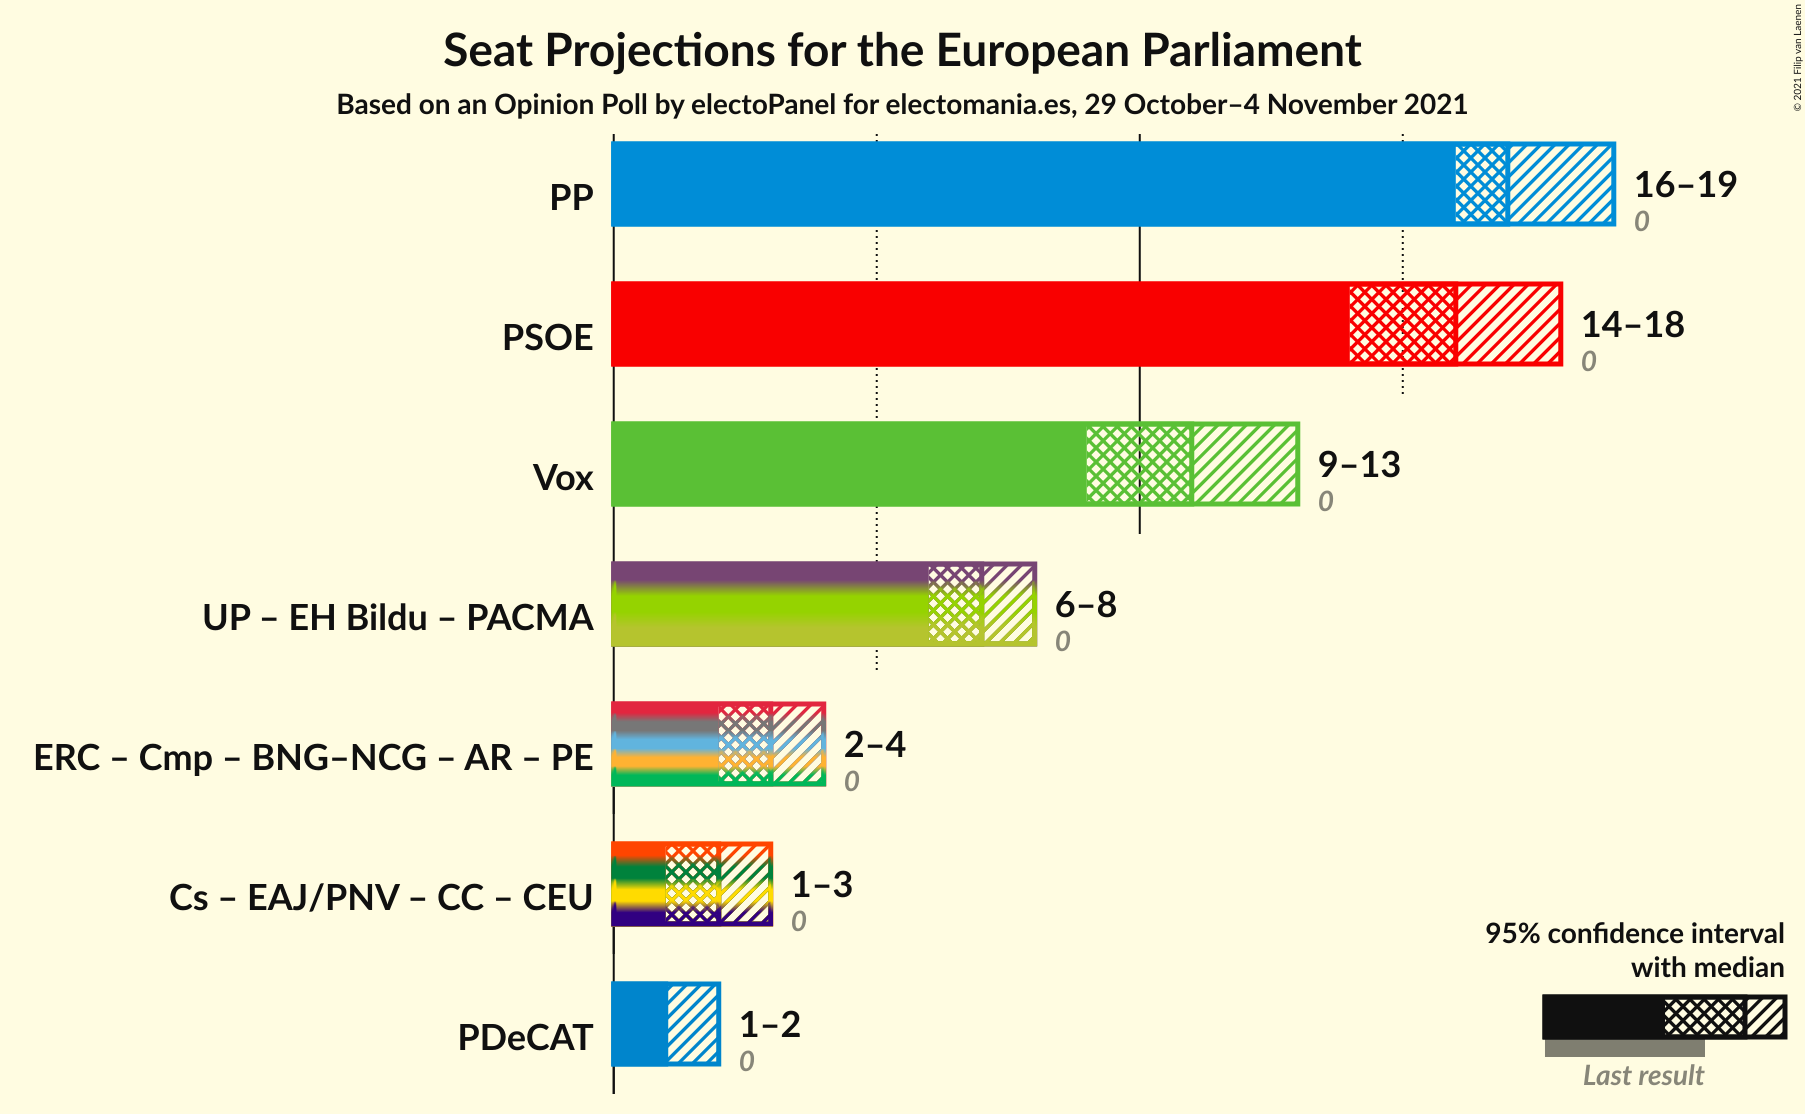 Seat Projections for the European Parliament
Based on an Opinion Poll by electoPanel for electomania.es, 29 October–4 November 2021
© 2021 Filip van Laenen
PP
16–19
0
PSOE
14–18
0
Vox
9–13
0
UP – EH Bildu – PACMA
6–8
0
ERC – Cmp – BNG–NCG – AR – PE
2–4
0
Cs – EAJ/PNV – CC – CEU
1–3
0
PDeCAT
1–2
0
95% confidence interval
with median
Last result